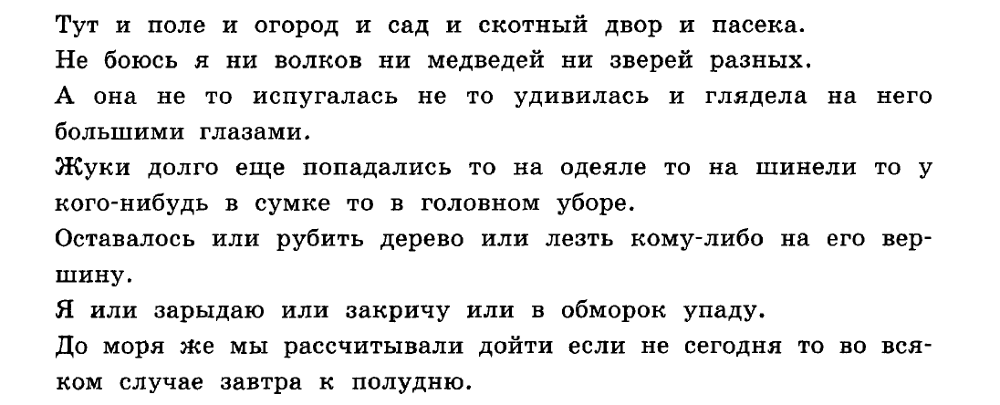 Тут и поле и огород и сад и скотный двор и пасека.
Не боюсь я ни волков ни медведей ни зверей разных.
А она не то испугалась не то удивилась и глядела на него
большими глазами.
Жуки долго еще попадались то на одеяле то на шинели то у
кого-нибудь в сумке то в головном уборе.
Оставалось или рубить дерево или лезть кому-либо на его вер-
шину.
Я или зарыдаю или закричу или в обморок упаду.
До моря же мы рассчитывали дойти если не сегодня то во вся-
ком случае завтра к полудню.